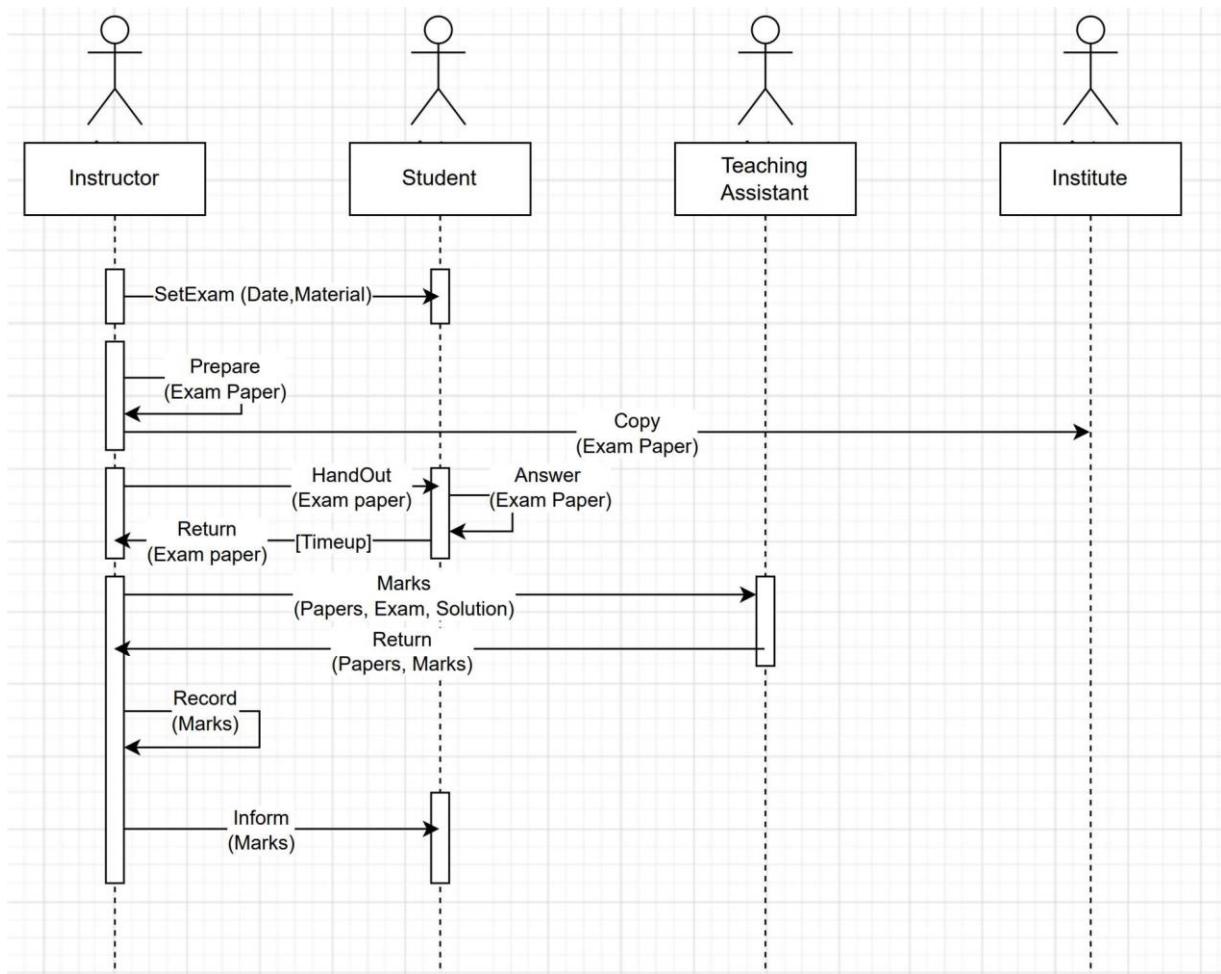 Instructor
Student
Teaching
Assistant
Institute
SetExam (Date,Material)
Prepare
(Exam Paper)
Copy
(Exam Paper)
HandOut
(Exam paper)
Answer
(Exam Paper)
Return
(Exam paper)
[Timeup]
Marks
(Papers, Exam, Solution)
Return
(Papers, Marks)
Record
(Marks)
Inform
(Marks)